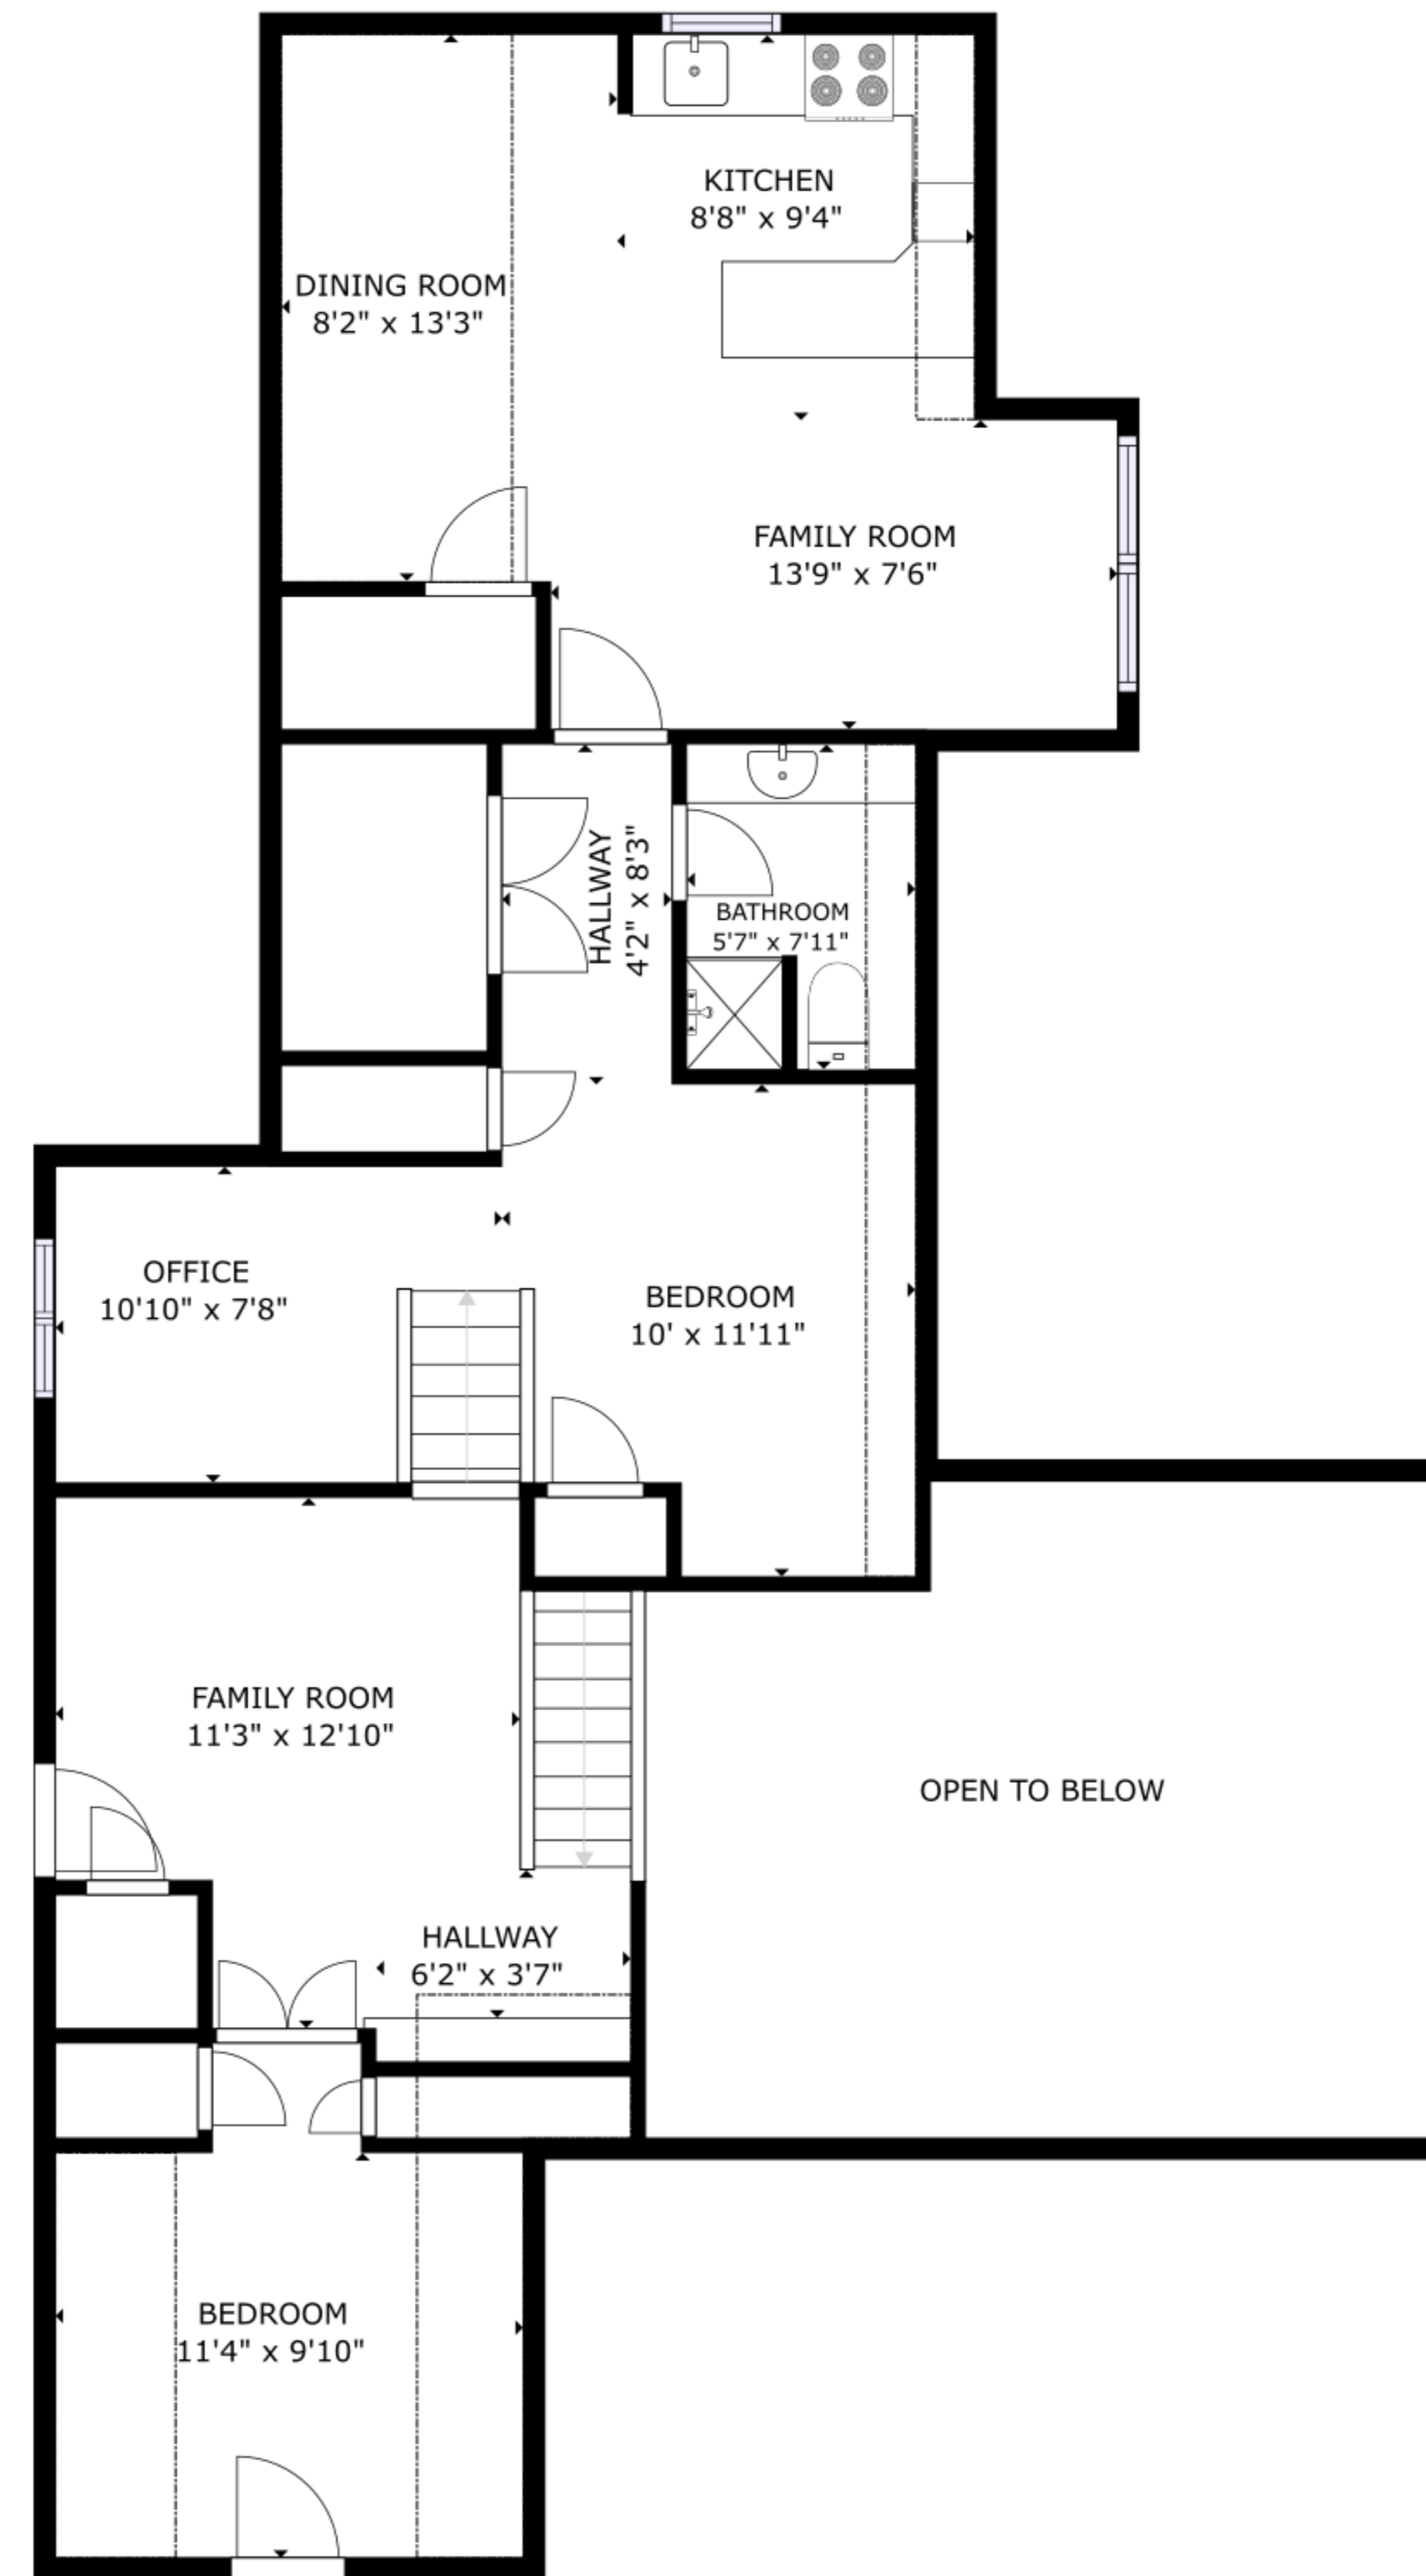 KITCHEN
8'8" x 9'4"
DINING ROOM
8'2" x 13'3"
FAMILY ROOM
13'9" x 7'6"
HALLWAY
4'2" x 8'3"
BATHROOM
5'7" x 7'11"
OFFICE
10'10" x 7'8"
BEDROOM
10' x 11'11"
FAMILY ROOM
11'3" x 12'10"
OPEN TO BELOW
HALLWAY
6'2" x 3'7"
BEDROOM
11'4" x 9'10"